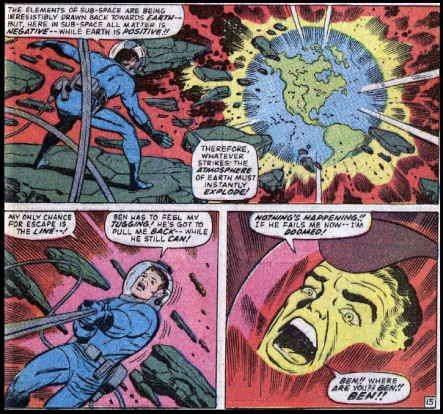 THE ELEMENTS OF SUB-SPACE ARE BEING
IRRESISTIBLY DRAWN BACK TOWARDS EARTH--
BUT, HERE IN SUB-SPACE ALL MATTER IS
NEGATIVE-- WHILE EARTH IS POSITIVE!!
THEREFORE,
WHATEVER
STRIKES THE
ATMOSPHERE
OF EARTH MUST
INSTANTLY
EXPLODE!
MY ONLY CHANCE
FOR ESCAPE IS
THE LINE--!
BEN HAS TO FEEL MY
TUGGING! HE'S GOT TO
PULL ME BACK-- WHILE
HE STILL CAN!
NOTHING'S HAPPENING!!
IF HE FAILS ME NOW-- I'M
DOOMED!
BEN!! WHERE
ARE YOU?? BEN!!
BEN!!
15